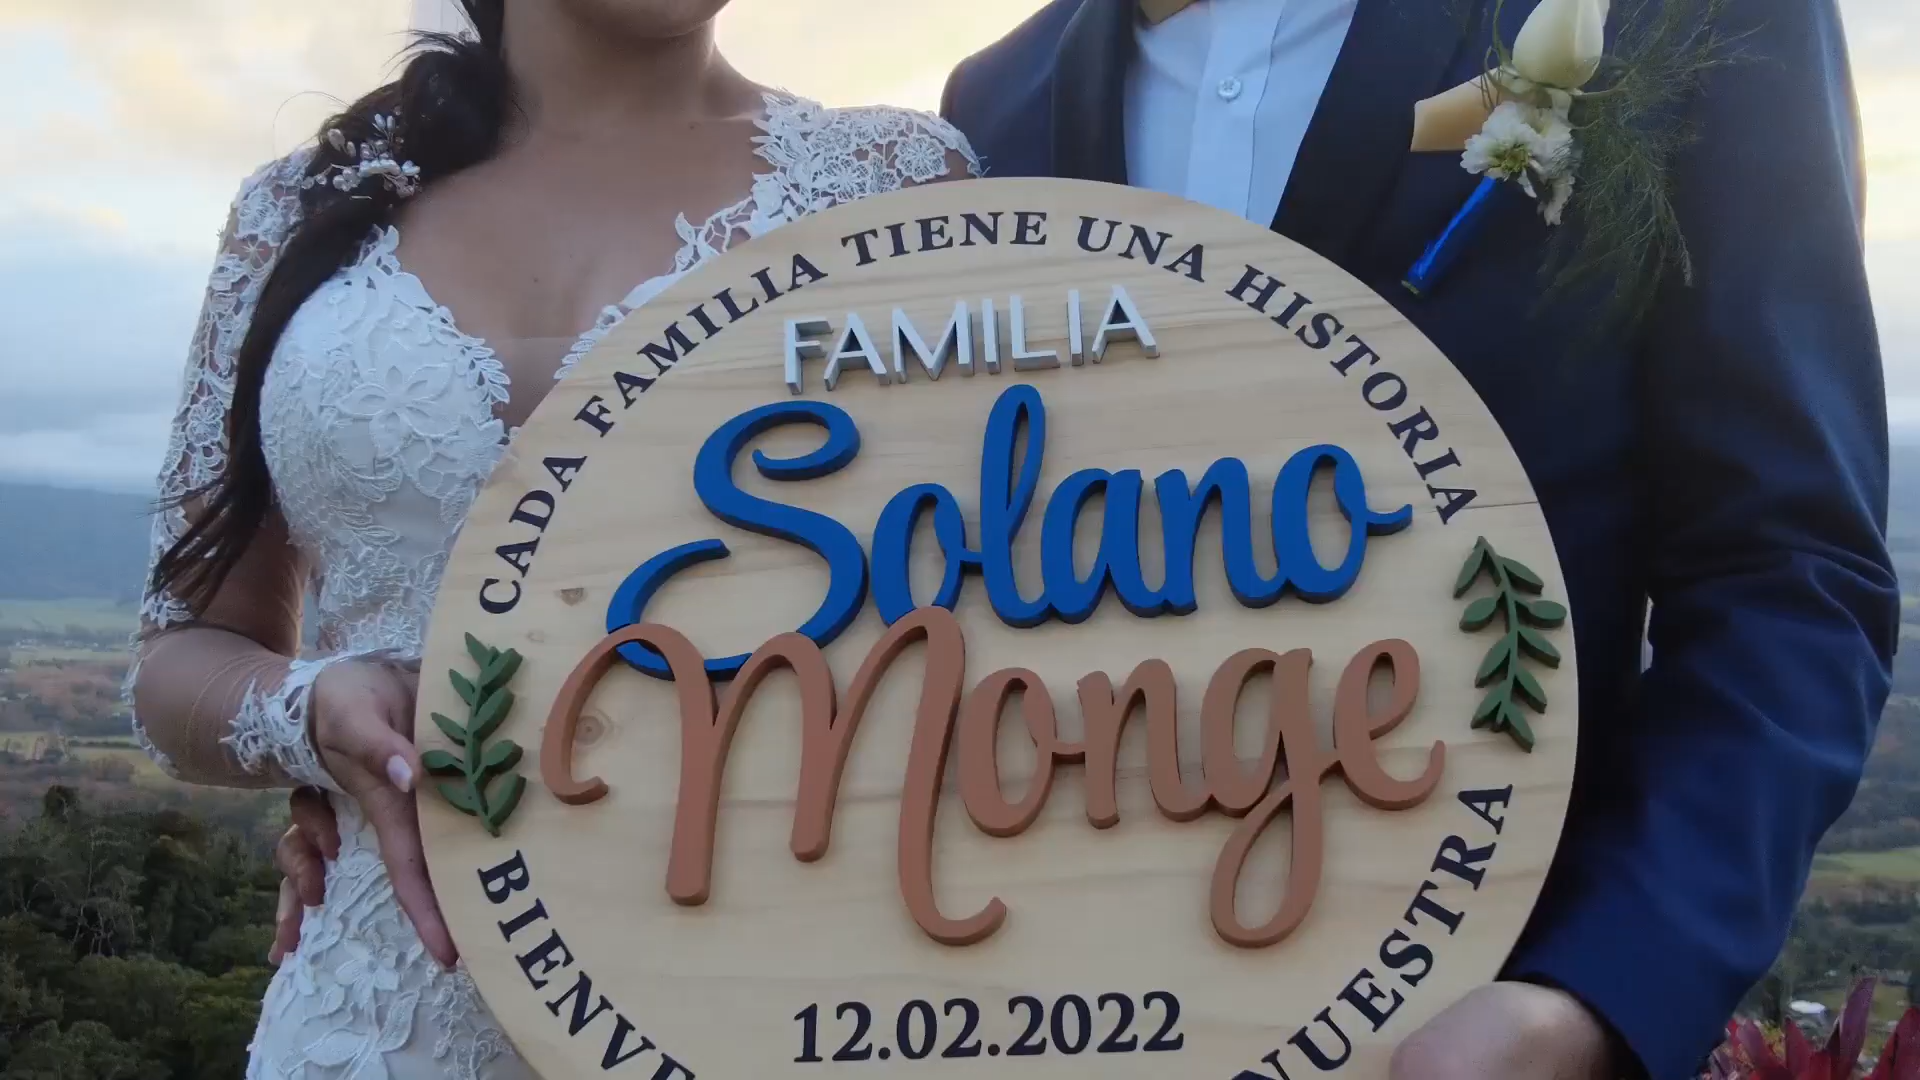 CADA FAMILIA TIENE UNA HISTORIA
FAMILIA
Solano
Monge
12.02.2022
NUESTRA